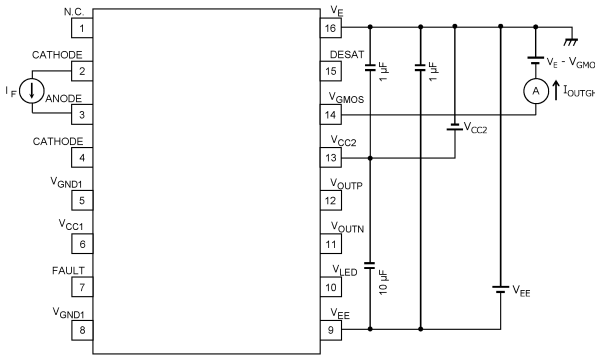 N.C.
1
CATHODE
2
I F
ANODE
3
CATHODE
4
VGND1
5
VCC1
6
FAULT
7
VGND1
8
VE
16
DESAT
15
VGMOS
14
VCC2
13
VOUTP
12
VOUTN
11
VLED
10
VEE
9
1 μF
1 μF
10 μF
VCC2
VEE
VE - VGMO
A
IOUTGH